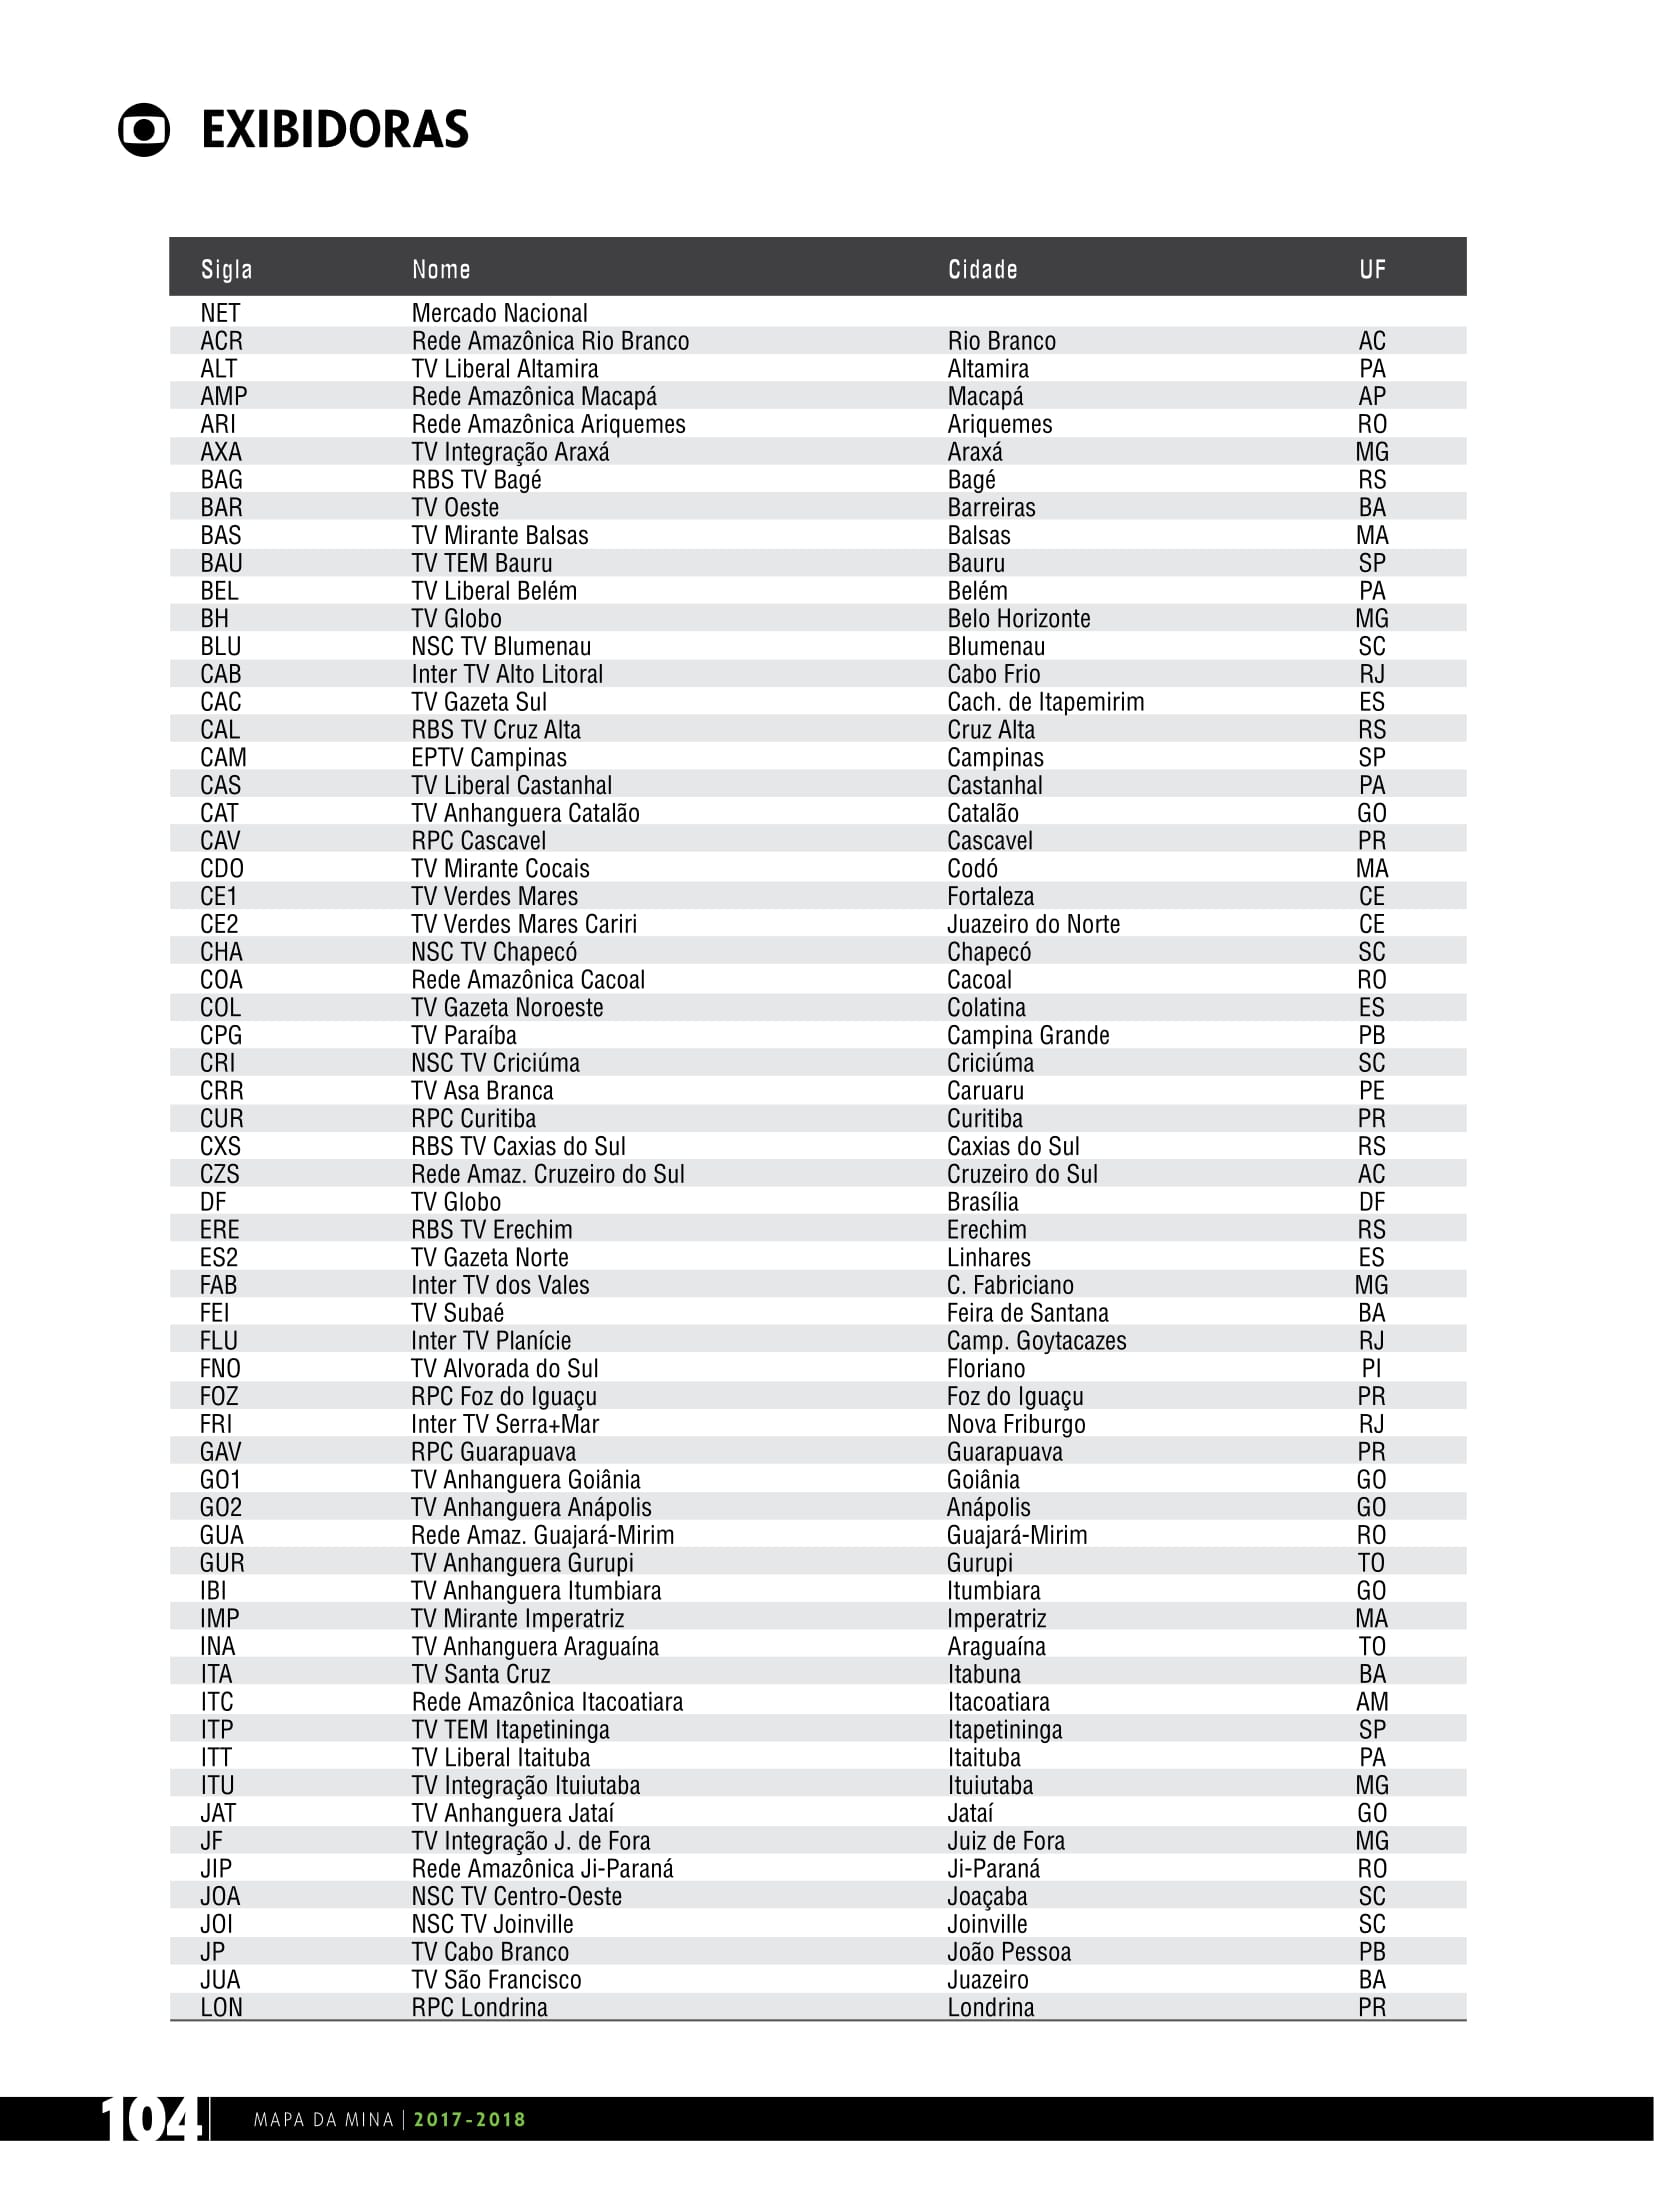 EXIBIDORAS
Sigla Nome Cidade UF
NET Mercado Nacional
ACR Rede Amazônica Rio Branco Rio Branco AC
ALT TV Liberal Altamira Altamira PA
AMP Rede Amazônica Macapá Macapá AP
ARI Rede Amazônica Ariquemes Ariquemes RO
AXA TV Integração Araxá Araxá MG
BAG RBS TV Bagé Bagé RS
BAR TV Oeste Barreiras BA
BAS TV Mirante Balsas Balsas MA
BAU TV TEM Bauru Bauru SP
BEL TV Liberal Belém Belém PA
BH TV Globo Belo Horizonte MG
BLU NSC TV Blumenau Blumenau SC
CAB Inter TV Alto Litoral Cabo Frio RJ
CAC TV Gazeta Sul Cach. de Itapemirim ES
CAL RBS TV Cruz Alta Cruz Alta RS
CAM EPTV Campinas Campinas SP
CAS TV Liberal Castanhal Castanhal PA
CAT TV Anhanguera Catalão Catalão GO
CAV RPC Cascavel Cascavel PR
CDO TV Mirante Cocais Codó MA
CE1 TV Verdes Mares Fortaleza CE
CE2 TV Verdes Mares Cariri Juazeiro do Norte CE
CHA NSC TV Chapecó Chapecó SC
COA Rede Amazônica Cacoal Cacoal RO
COL TV Gazeta Noroeste Colatina ES
CPG TV Paraíba Campina Grande PB
CRI NSC TV Criciúma Criciúma SC
CRR TV Asa Branca Caruaru PE
CUR RPC Curitiba Curitiba PR
CXS RBS TV Caxias do Sul Caxias do Sul RS
CZS Rede Amaz. Cruzeiro do Sul Cruzeiro do Sul AC
DF TV Globo Brasília DF
ERE RBS TV Erechim Erechim RS
ES2 TV Gazeta Norte Linhares ES
FAB Inter TV dos Vales C. Fabriciano MG
FEI TV Subaé Feira de Santana BA
FLU Inter TV Planície Camp. Goytacazes RJ
FNO TV Alvorada do Sul Floriano PI
FOZ RPC Foz do Iguaçu Foz do Iguaçu PR
FRI Inter TV Serra+Mar Nova Friburgo RJ
GAV RPC Guarapuava Guarapuava PR
GO1 TV Anhanguera Goiânia Goiânia GO
GO2 TV Anhanguera Anápolis Anápolis GO
GUA Rede Amaz. Guajará-Mirim Guajará-Mirim RO
GUR TV Anhanguera Gurupi Gurupi TO
IBI TV Anhanguera Itumbiara Itumbiara GO
IMP TV Mirante Imperatriz Imperatriz MA
INA TV Anhanguera Araguaína Araguaína TO
ITA TV Santa Cruz Itabuna BA
ITC Rede Amazônica Itacoatiara Itacoatiara AM
ITP TV TEM Itapetininga Itapetininga SP
ITT TV Liberal Itaituba Itaituba PA
ITU TV Integração Ituiutaba Ituiutaba MG
JAT TV Anhanguera Jataí Jataí GO
JF TV Integração J. de Fora Juiz de Fora MG
JIP Rede Amazônica Ji-Paraná Ji-Paraná RO
JOA NSC TV Centro-Oeste Joaçaba SC
JOI NSC TV Joinville Joinville SC
JP TV Cabo Branco João Pessoa PB
JUA TV São Francisco Juazeiro BA
LON RPC Londrina Londrina PR
104 MAPA DA MINA | 2017-2018